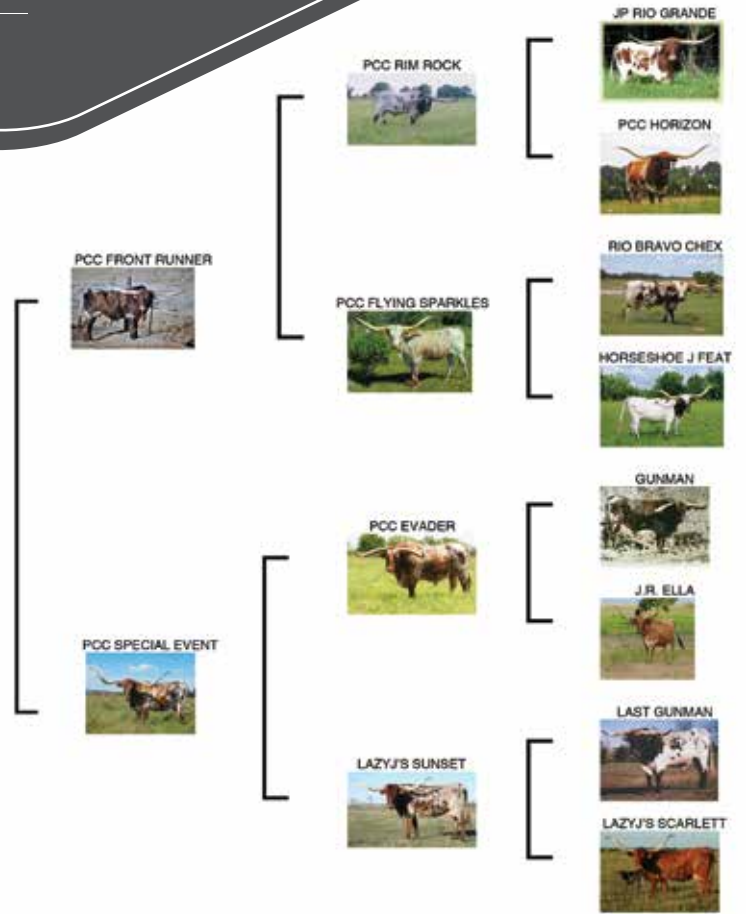 JP RIO GRANDE
PCC RIM ROCK
PCC HORIZON
PCC FRONT RUNNER
RIO BRAVO CHEX
PCC FLYING SPARKLES
HORSESHOE J FEAT
GUNMAN
PCC EVADER
J.R. ELLA
PCC SPECIAL EVENT
LAST GUNMAN
LAZYJ'S SUNSET
LAZYJ'S SCARLETT